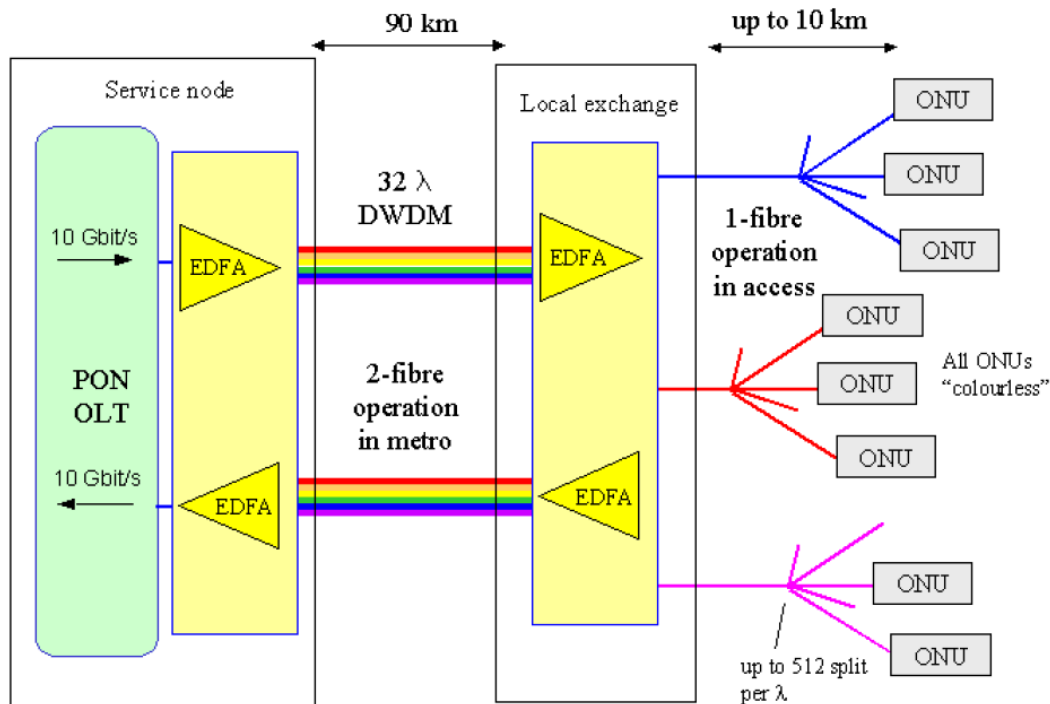 90 km
up to 10 km
Service node
Local exchange
ONU
ONU
ONU
32 λ
DWDM
10 Gbit/s
EDFA
EDFA
1-fibre
operation
in access
ONU
ONU
ONU
All ONUs
“colourless”
PON
OLT
2-fibre
operation
in metro
10 Gbit/s
EDFA
EDFA
ONU
ONU
up to 512 split
per λ